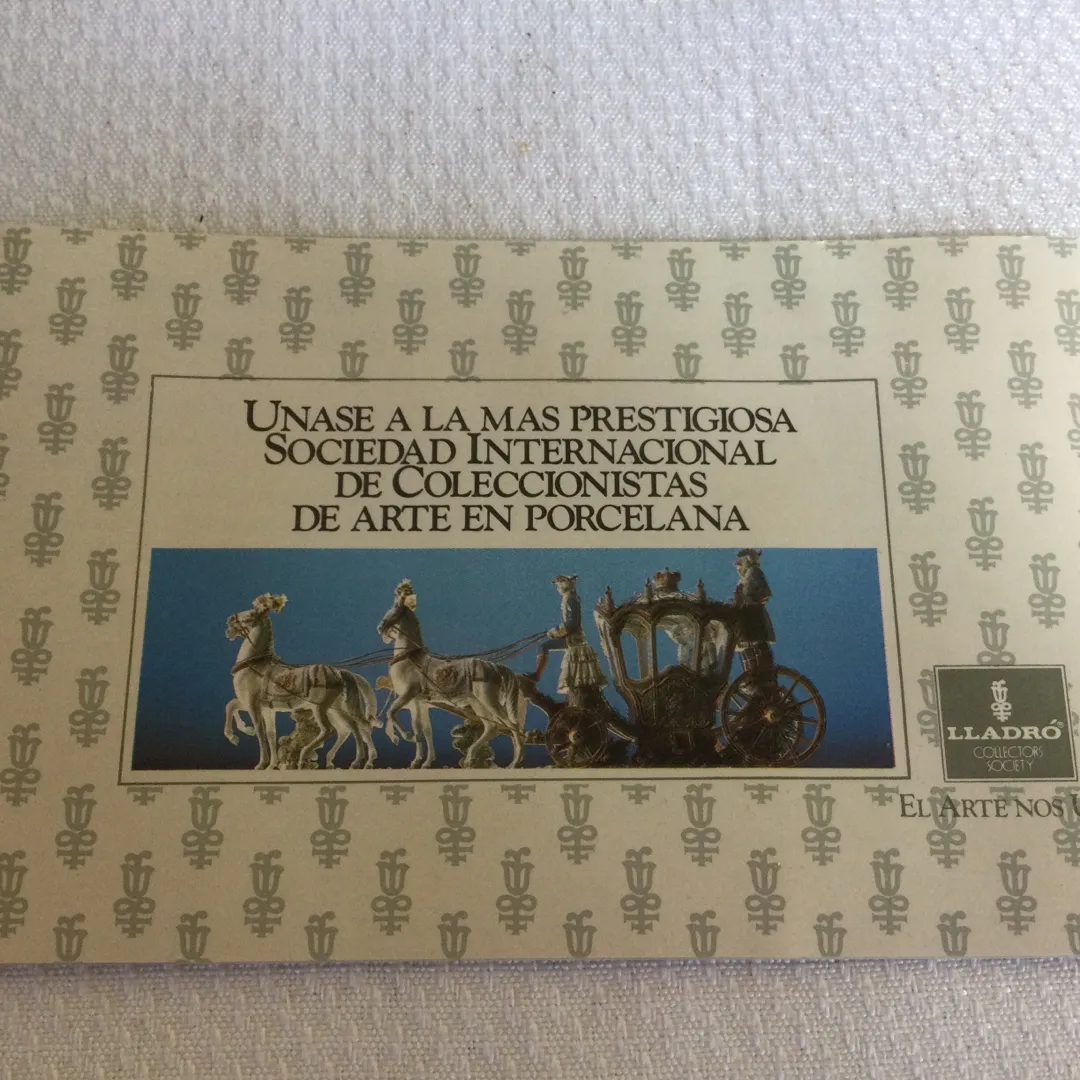 UNASE A LA MAS PRESTIGIOSA
SOCIEDAD INTERNACIONAL
DE COLECCIONISTAS
DE ARTE EN PORCELANA
LLADRÓ®
COLLECTORS
SOCIETY
EL ARTE NOS